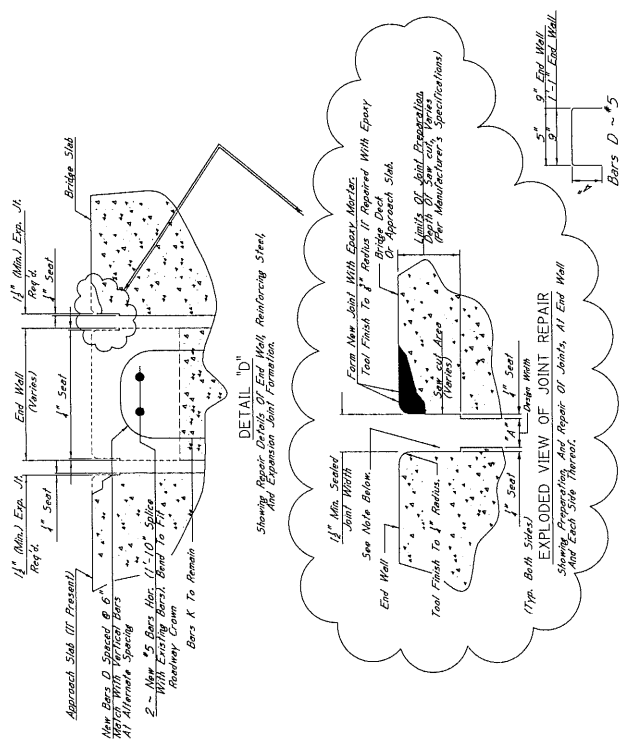 Approach Slab (If Present)
New Bars D Spaced @ 6"
Match With Vertical Bars
At Alternate Spacing
2 ~ New #5 Bars Hor. (1'-10" Splice
With Existing Bars), Bend To Fit
Roadway Crown
Bars K To Remain
1½" (Min.) Exp. Jt.
Req'd.
Seat
End Wall
(Varies)
Seat
1½" (Min.) Exp. Jt.
Req'd.
Seat
Bridge Slab
DETAIL "D"
Showing Repair Details Of End Wall, Reinforcing Steel,
And Expansion Joint Formation.
1½" Min. Sealed
Joint Width
See Note Below.
End Wall
Tool Finish To Radius.
Form New Joint With Epoxy Mortar.
Tool Finish To Radius If Repaired With Epoxy
Bridge Deck
Or Approach Slab.
Limits Of Joint Preparation.
Depth Of Saw cut, Varies
(Per Manufacturer's Specifications)
Saw cut Area
(Varies)
Seat
"A"
Design Width
Seat
(Typ. Both Sides)
EXPLODED VIEW OF JOINT REPAIR
Showing Preparation, And Repair Of Joints, At End Wall
And Each Side Thereof.
5" 9" End Wall
9" 1'-1" End Wall
Bars D ~ #5